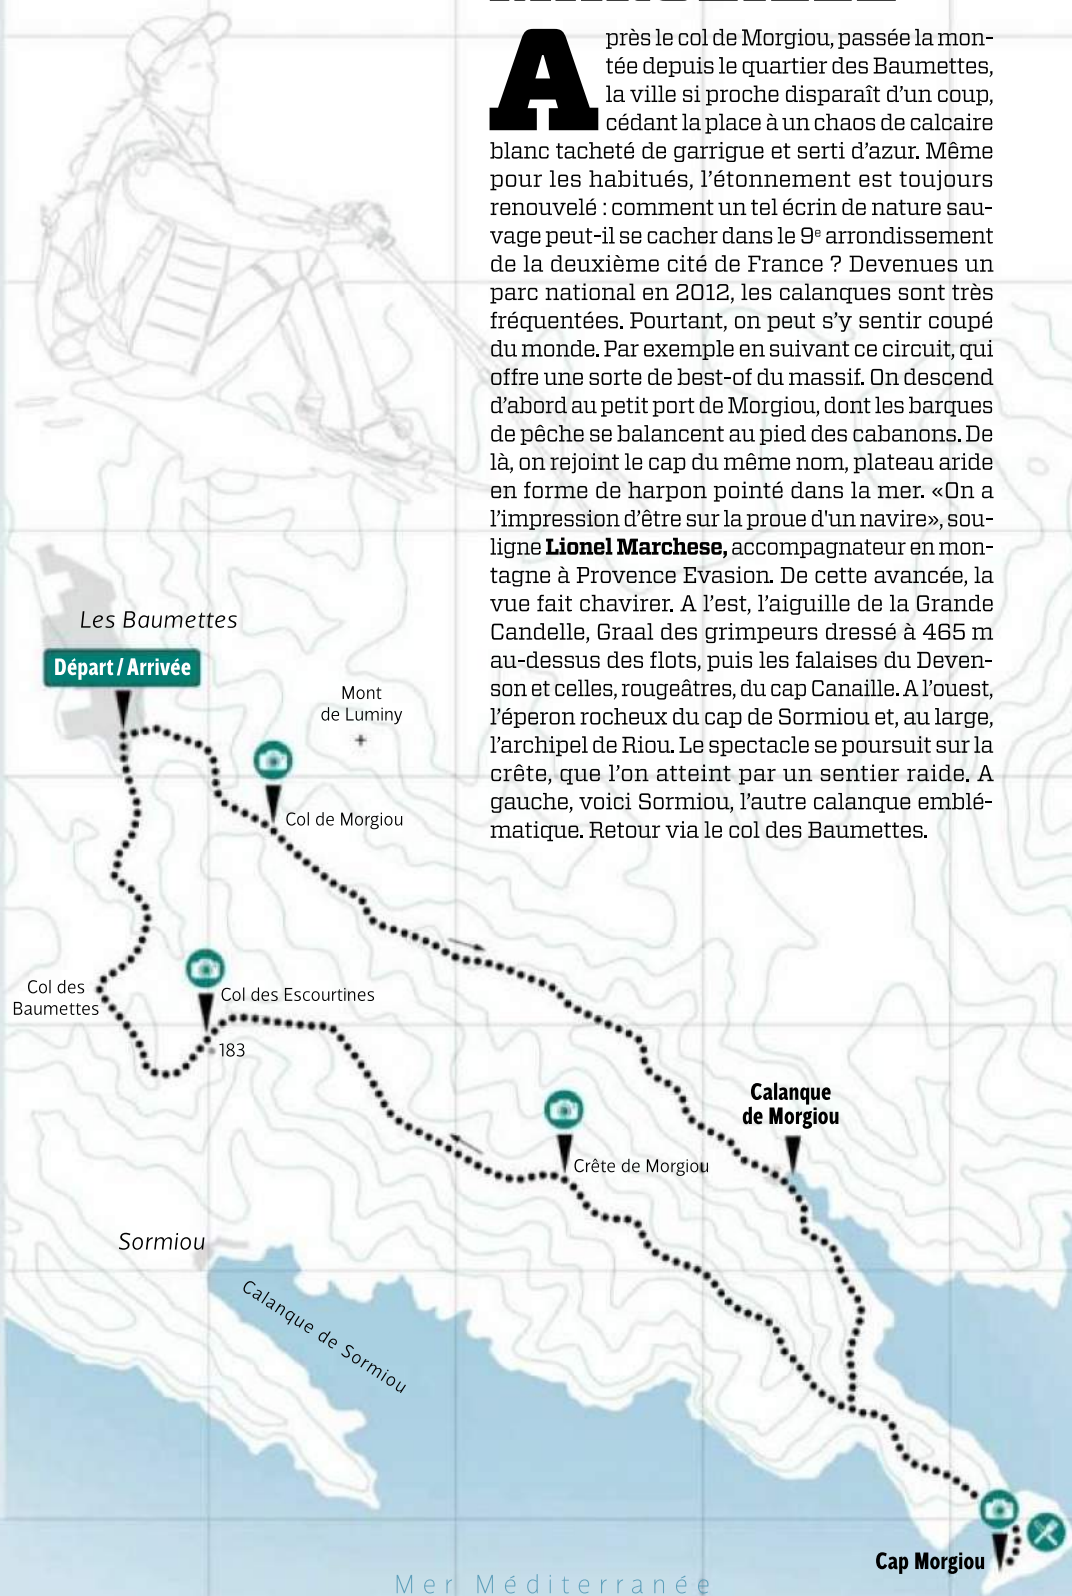 Après le col de Morgiou, passée la mon-
tée depuis le quartier des Baumettes,
la ville si proche disparaît d’un coup,
cédant la place à un chaos de calcaire
blanc tacheté de garrigue et serti d’azur. Même
pour les habitués, l’étonnement est toujours
renouvelé : comment un tel écrin de nature sau-
vage peut-il se cacher dans le 9e arrondissement
de la deuxième cité de France ? Devenues un
parc national en 2012, les calanques sont très
fréquentées. Pourtant, on peut s’y sentir coupé
du monde. Par exemple en suivant ce circuit, qui
offre une sorte de best-of du massif. On descend
d’abord au petit port de Morgiou, dont les barques
de pêche se balancent au pied des cabanons. De
là, on rejoint le cap du même nom, plateau aride
en forme de harpon pointé dans la mer. «On a
l’impression d’être sur la proue d'un navire», sou-
ligne Lionel Marchese, accompagnateur en mon-
tagne à Provence Evasion. De cette avancée, la
vue fait chavirer. A l’est, l’aiguille de la Grande
Candelle, Graal des grimpeurs dressé à 465 m
au-dessus des flots, puis les falaises du Deven-
son et celles, rougeâtres, du cap Canaille. A l’ouest,
l’éperon rocheux du cap de Sormiou et, au large,
l’archipel de Riou. Le spectacle se poursuit sur la
crête, que l’on atteint par un sentier raide. A
gauche, voici Sormiou, l’autre calanque emblé-
matique. Retour via le col des Baumettes.
Les Baumettes
Départ / Arrivée
Mont
de Luminy
Col de Morgiou
Col des
Baumettes
Col des Escourtines
183
Calanque
de Morgiou
Crête de Morgiou
Sormiou
Calanque de Sormiou
Cap Morgiou
Mer Méditerranée